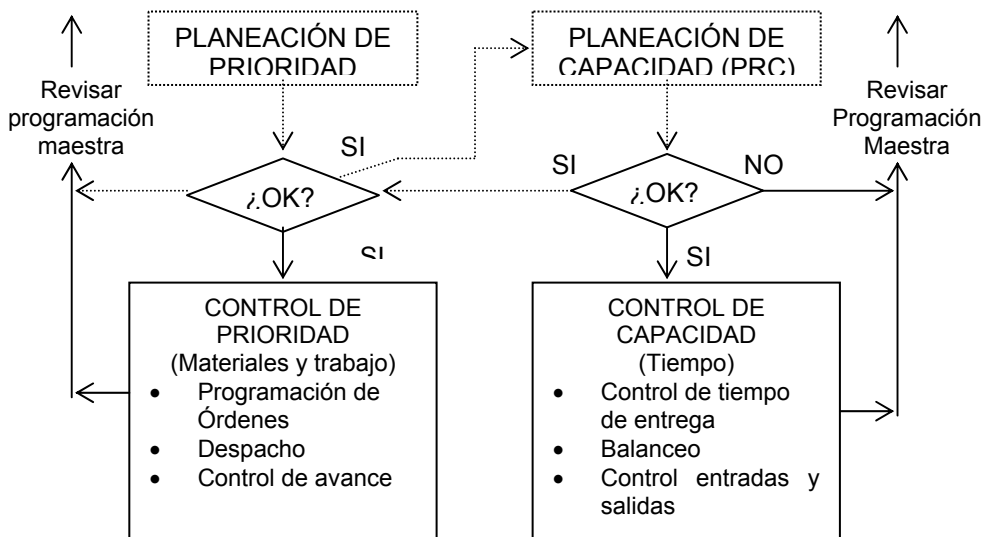 PLANEACIÓN DE
PRIORIDAD
PLANEACIÓN DE
CAPACIDAD (PRC)
Revisar
programación
maestra
Revisar
Programación
Maestra
SI
SI
NO
¿OK?
¿OK?
SI
SI
CONTROL DE
PRIORIDAD
(Materiales y trabajo)
• Programación de
Órdenes
• Despacho
• Control de avance
CONTROL DE
CAPACIDAD
(Tiempo)
• Control de tiempo
de entrega
• Balanceo
• Control entradas y
salidas